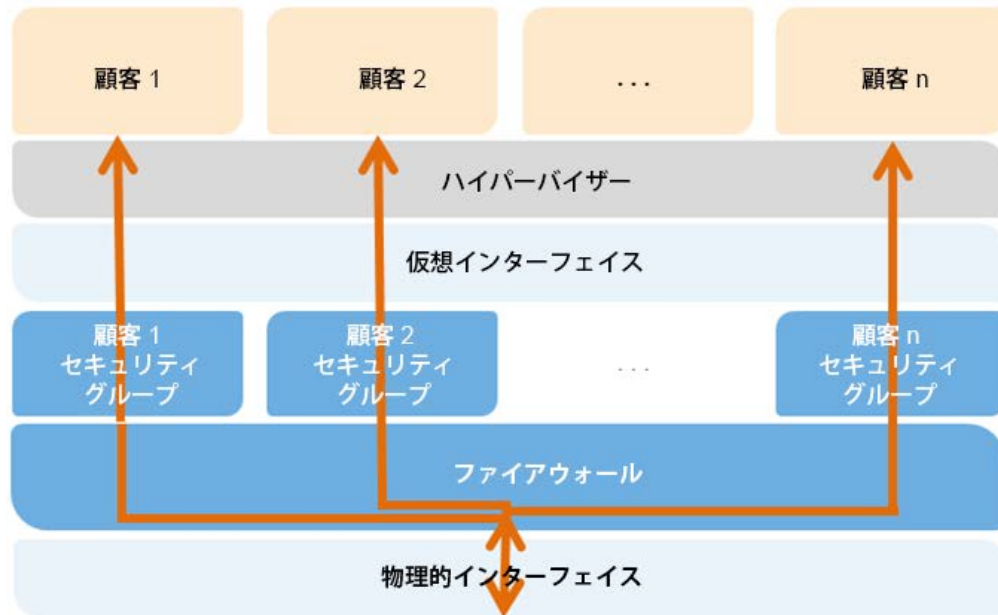 顧客 1
顧客 2
...
顧客 n
ハイパーバイザー
仮想インターフェイス
顧客 1
セキュリティ
グループ
顧客 2
セキュリティ
グループ
...
顧客 n
セキュリティ
グループ
ファイアウォール
物理的インターフェイス